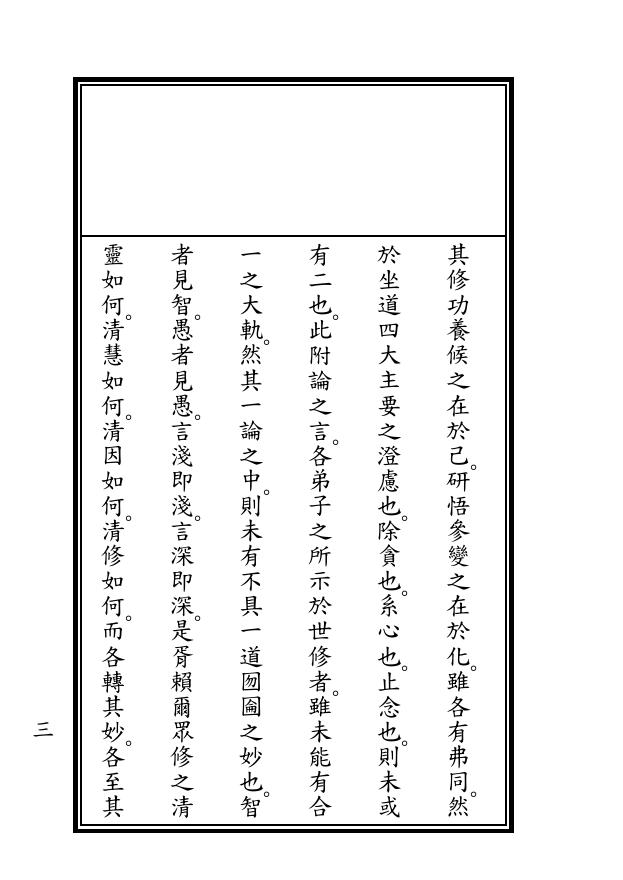 其修功養候之在於己。研悟參變之在於化。雖各有弗同。然
於坐道四大主要之澄慮也。除貪也。系心也。止念也。則未或
有二也。此附論之言。各弟子之所示於世修者。雖未能有合
一之大軌。然其一論之中。則未有不具一道囫圇之妙也。智
者見智。愚者見愚。言淺即淺。言深即深。是胥賴爾眾修之清
靈如何。清慧如何。清因如何。清修如何。而各轉其妙。各至其
三